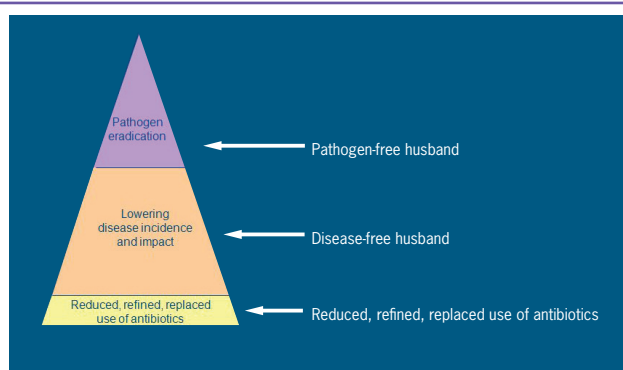 Pathogen
eradication
Pathogen-free husband
Lowering
disease incidence
and impact
Disease-free husband
Reduced, refined, replaced
use of antibiotics
Reduced, refined, replaced use of antibiotics